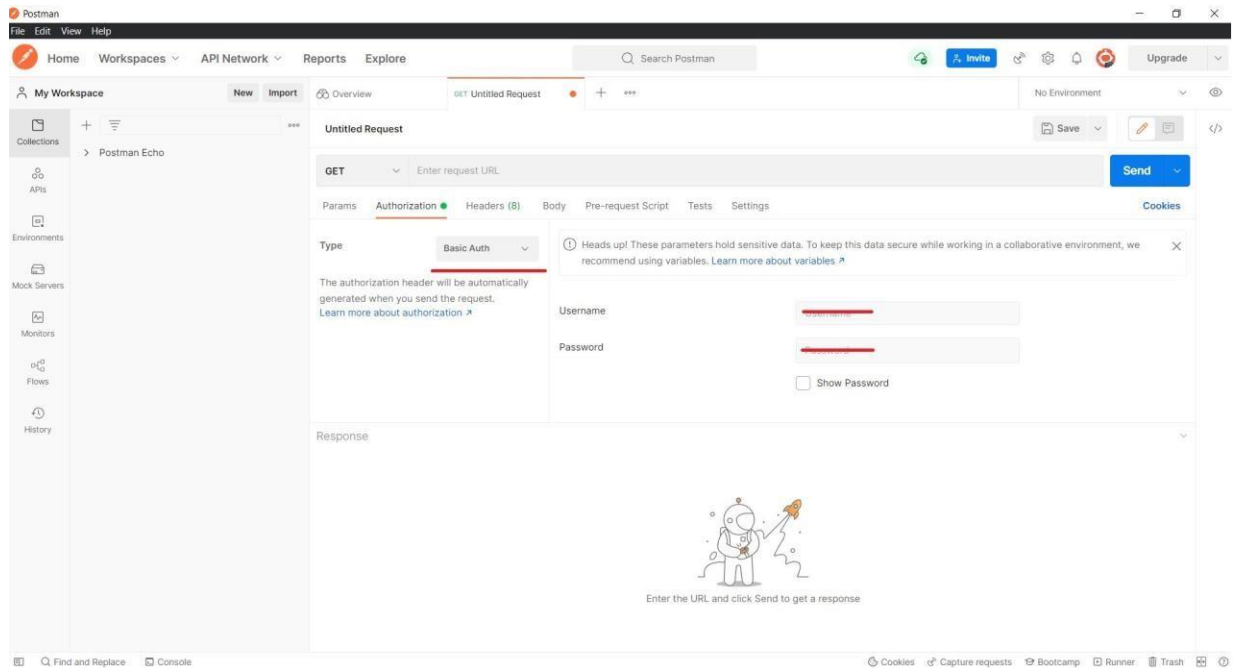 Postman
File Edit View Help
Home Workspaces API Network Reports Explore Search Postman Invite Upgrade
My Workspace New Import Overview GET Untitled Request No Environment
Collections
Postman Echo
APIs
Environments
Mock Servers
Monitors
Flows
History
Untitled Request Save
GET Enter request URL Send
Params Authorization Headers (8) Body Pre-request Script Tests Settings Cookies
Type Basic Auth
The authorization header will be automatically
generated when you send the request.
Learn more about authorization
Heads up! These parameters hold sensitive data. To keep this data secure while working in a collaborative environment, we
recommend using variables. Learn more about variables
Username
Password
Show Password
Response
Enter the URL and click Send to get a response
Find and Replace Console Cookies Capture requests Bootcamp Runner Trash